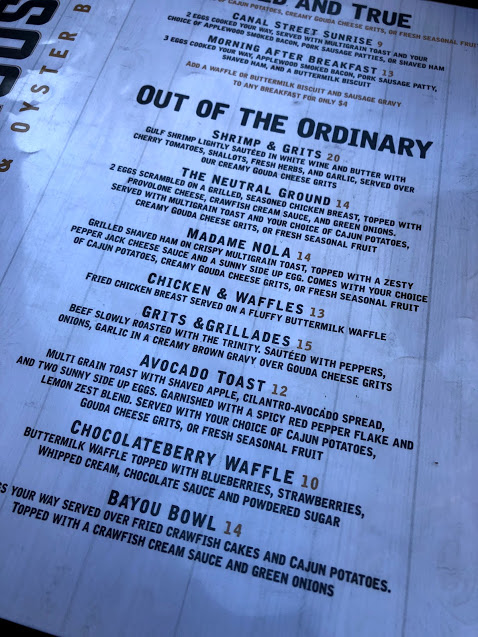 & OYSTER B
D AND TRUE
OF CAJUN POTATOES, CREAMY GOUDA CHEESE GRITS, OR FRESH SEASONAL FRUIT
CANAL STREET SUNRISE 9
2 EGGS COOKED YOUR WAY, SERVED WITH MULTIGRAIN TOAST AND YOUR
CHOICE OF APPLEWOOD SMOKED BACON, PORK SAUSAGE PATTIES, OR SHAVED HAM
MORNING AFTER BREAKFAST 13
3 EGGS COOKED YOUR WAY, APPLEWOOD SMOKED BACON, PORK SAUSAGE PATTY,
SHAVED HAM, AND A BUTTERMILK BISCUIT
ADD A WAFFLE OR BUTTERMILK BISCUIT AND SAUSAGE GRAVY
TO ANY BREAKFAST FOR ONLY $4
OUT OF THE ORDINARY
SHRIMP & GRITS 20
GULF SHRIMP LIGHTLY SAUTÉED IN WHITE WINE AND BUTTER WITH
CHERRY TOMATOES, SHALLOTS, FRESH HERBS, AND GARLIC, SERVED OVER
OUR CREAMY GOUDA CHEESE GRITS
THE NEUTRAL GROUND 14
2 EGGS SCRAMBLED ON A GRILLED, SEASONED CHICKEN BREAST, TOPPED WITH
PROVOLONE CHEESE, CRAWFISH CREAM SAUCE, AND GREEN ONIONS.
SERVED WITH MULTIGRAIN TOAST AND YOUR CHOICE OF CAJUN POTATOES,
CREAMY GOUDA CHEESE GRITS, OR FRESH SEASONAL FRUIT
MADAME NOLA 14
GRILLED SHAVED HAM ON CRISPY MULTIGRAIN TOAST, TOPPED WITH A ZESTY
PEPPER JACK CHEESE SAUCE AND A SUNNY SIDE UP EGG. COMES WITH YOUR CHOICE
OF CAJUN POTATOES, CREAMY GOUDA CHEESE GRITS, OR FRESH SEASONAL FRUIT
CHICKEN & WAFFLES 13
FRIED CHICKEN BREAST SERVED ON A FLUFFY BUTTERMILK WAFFLE
GRITS &GRILLADES 15
BEEF SLOWLY ROASTED WITH THE TRINITY. SAUTÉED WITH PEPPERS,
ONIONS, GARLIC IN A CREAMY BROWN GRAVY OVER GOUDA CHEESE GRITS
AVOCADO TOAST 12
MULTI GRAIN TOAST WITH SHAVED APPLE, CILANTRO-AVOCADO SPREAD,
AND TWO SUNNY SIDE UP EGGS. GARNISHED WITH A SPICY RED PEPPER FLAKE AND
LEMON ZEST BLEND. SERVED WITH YOUR CHOICE OF CAJUN POTATOES,
GOUDA CHEESE GRITS, OR FRESH SEASONAL FRUIT
CHOCOLATEBERRY WAFFLE 10
BUTTERMILK WAFFLE TOPPED WITH BLUEBERRIES, STRAWBERRIES,
WHIPPED CREAM, CHOCOLATE SAUCE AND POWDERED SUGAR
BAYOU BOWL 14
S YOUR WAY SERVED OVER FRIED CRAWFISH CAKES AND CAJUN POTATOES.
TOPPED WITH A CRAWFISH CREAM SAUCE AND GREEN ONIONS